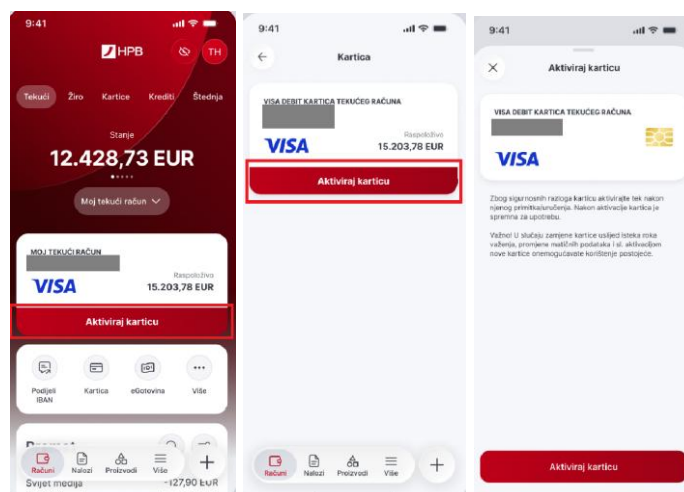 9:41
HPB
TH
Tekući Žiro Kartice Krediti Štednja
Stanje
12.428,73 EUR
Moj tekući račun
MOJ TEKUĆI RAČUN
Raspoloživo
VISA 15.203,78 EUR
Aktiviraj karticu
Podijeli IBAN
Kartica
eGotovina
Više
Računi Nalozi Proizvodi Više
Svijet medija -127,90 EUR
9:41
Kartica
VISA DEBIT KARTICA TEKUĆEG RAČUNA
Raspoloživo
VISA 15.203,78 EUR
Aktiviraj karticu
Računi Nalozi Proizvodi Više
9:41
Aktiviraj karticu
VISA DEBIT KARTICA TEKUĆEG RAČUNA
VISA
Zbog sigurnosnih razloga karticu aktivirajte tek nakon
njenog primitka/uručenja. Nakon aktivacije kartica je
spremna za upotrebu.
Važno! U slučaju zamjene kartice uslijed isteka roka
važenja, promjene matičnih podataka i sl. aktivacijom
nove kartice onemogućavate korištenje postojeće.
Aktiviraj karticu